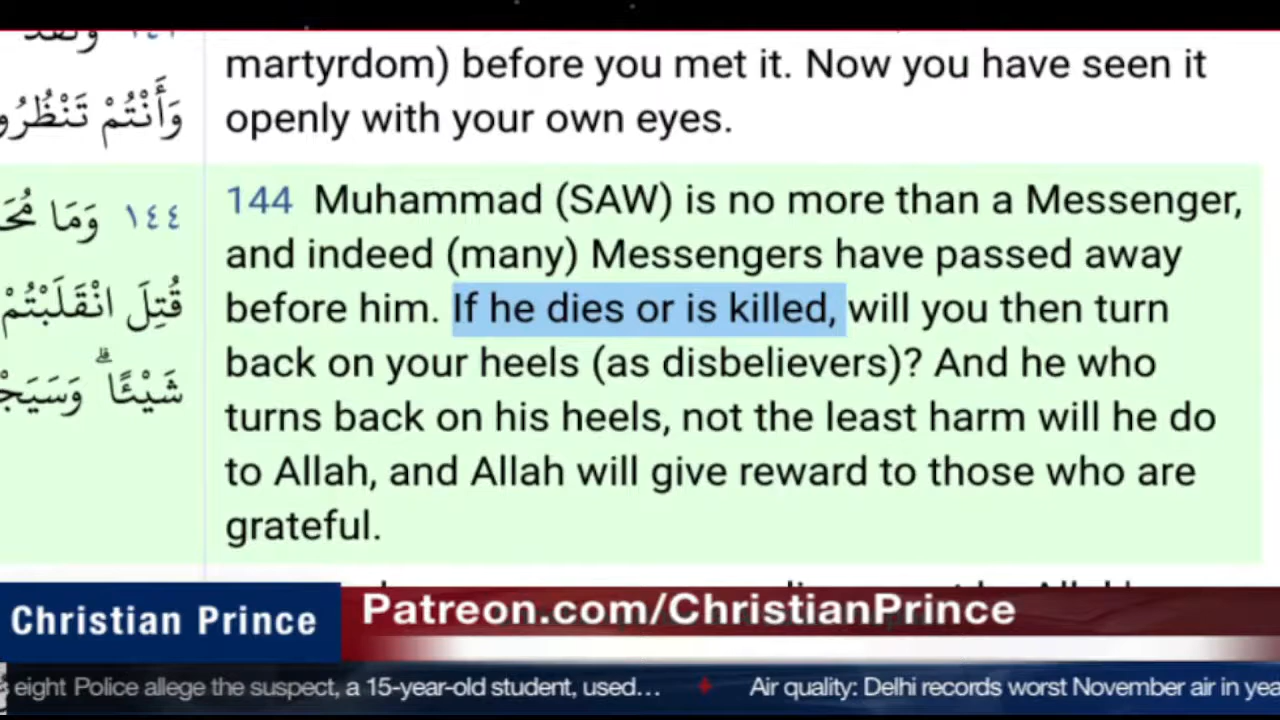 martyrdom) before you met it. Now you have seen it
وَأَنْتُمْ تَنْظُرُو
openly with your own eyes.
١٤٤ وَمَا مُحَ
144 Muhammad (SAW) is no more than a Messenger,
and indeed (many) Messengers have passed away
قُتِلَ انْقَلَبْتُمْ
before him. If he dies or is killed, will you then turn
back on your heels (as disbelievers)? And he who
شَيْئًا ۗ وَسَيَجْ
turns back on his heels, not the least harm will he do
to Allah, and Allah will give reward to those who are
grateful.
Christian Prince
Patreon.com/ChristianPrince
eight Police allege the suspect, a 15-year-old student, used... Air quality: Delhi records worst November air in yea